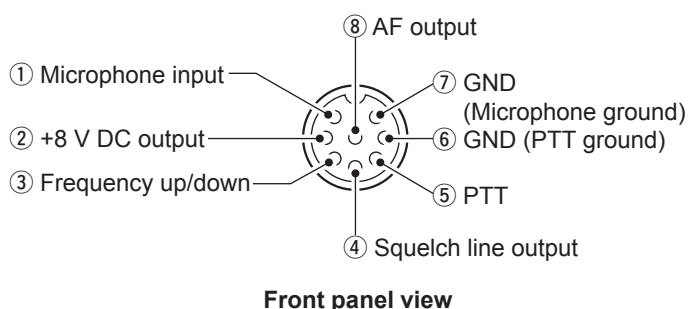 ⑧ AF output
① Microphone input
⑦ GND
(Microphone ground)
② +8 V DC output
⑥ GND (PTT ground)
③ Frequency up/down
⑤ PTT
④ Squelch line output
Front panel view